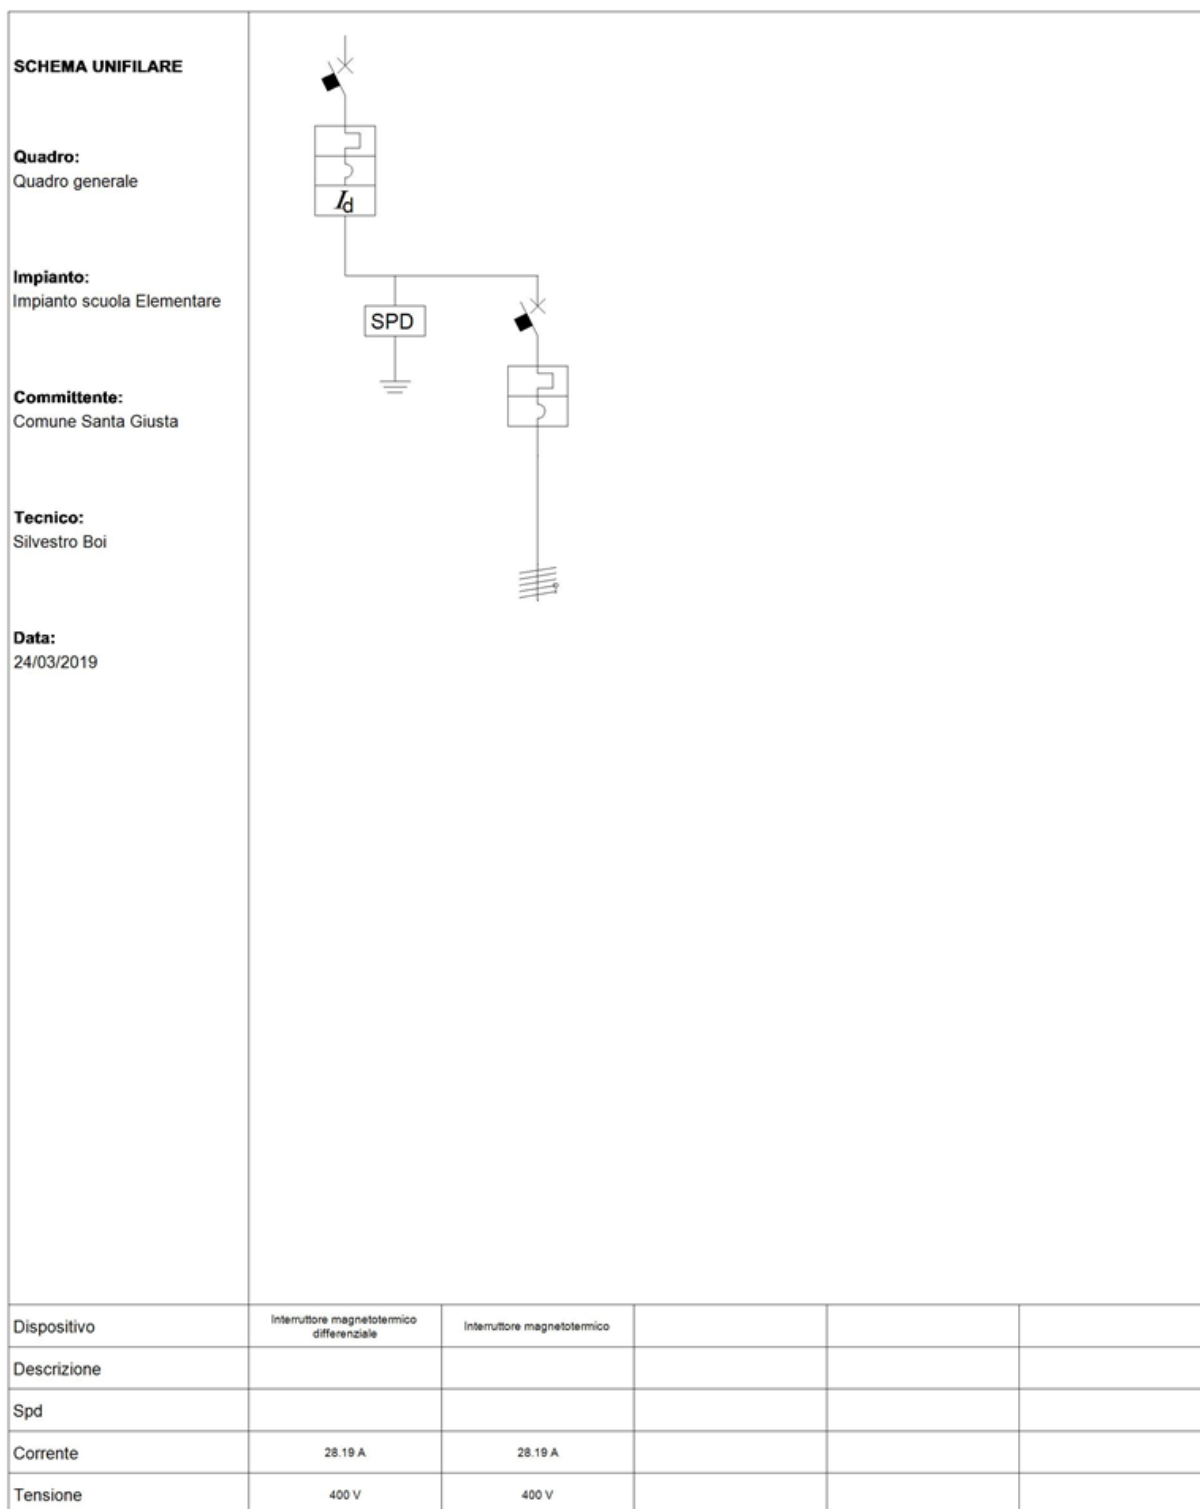 SCHEMA UNIFILARE
Quadro:
Quadro generale
Impianto:
Impianto scuola Elementare
Committente:
Comune Santa Giusta
Tecnico:
Silvestro Boi
Data:
24/03/2019
Id
SPD
Dispositivo
Interruttore magnetotermico
differenziale
Interruttore magnetotermico
Descrizione
Spd
Corrente
28.19 A
28.19 A
Tensione
400 V
400 V